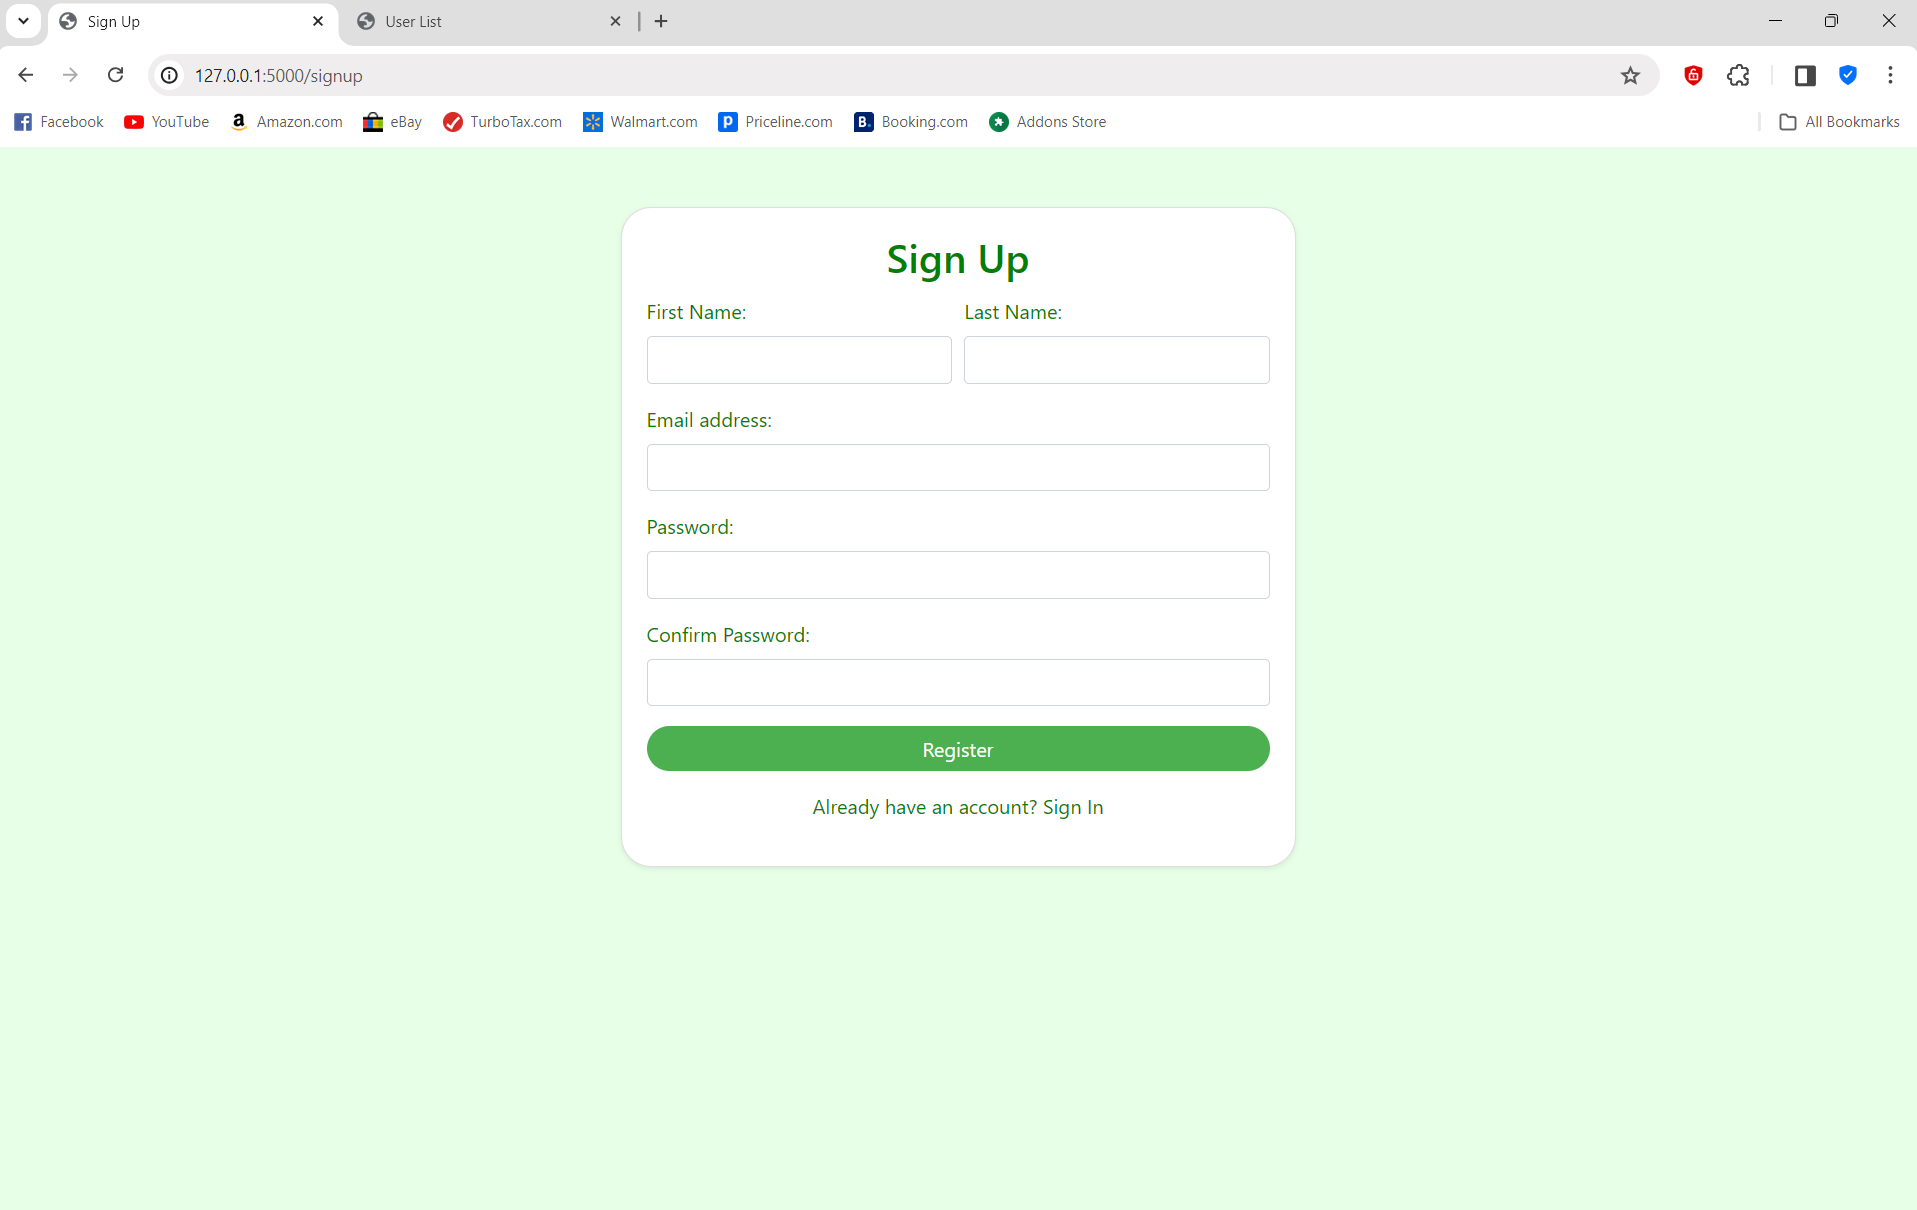 Sign Up
User List
127.0.0.1:5000/signup
Facebook YouTube Amazon.com eBay TurboTax.com Walmart.com Priceline.com Booking.com Addons Store All Bookmarks
Sign Up
First Name: Last Name:
Email address:
Password:
Confirm Password:
Register
Already have an account? Sign In